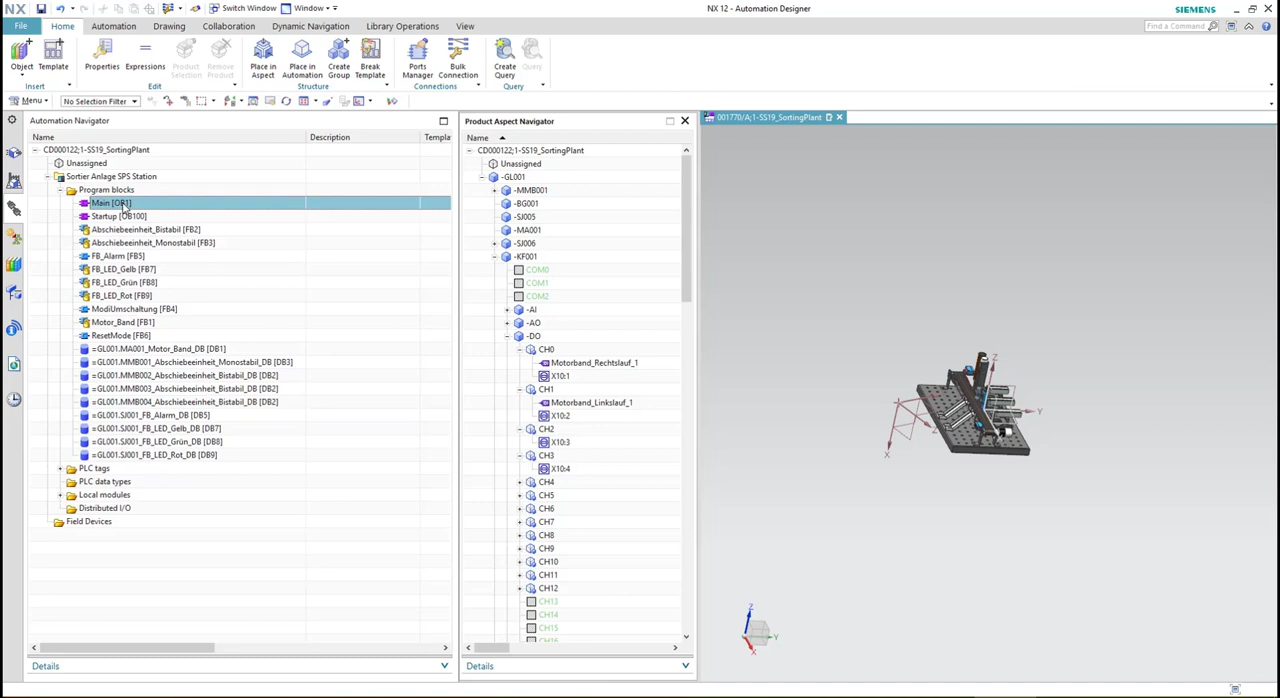 NX
Switch Window
Window
NX 12 - Automation Designer
SIEMENS
File
Home
Automation
Drawing
Collaboration
Dynamic Navigation
Library Operations
View
Find a Command
Object
Template
Properties
Expressions
Product Selection
Remove Product
Place in Aspect
Place in Automation
Create Group
Break Template
Ports Manager
Bulk Connection
Create Query
Query
Insert
Edit
Structure
Connections
Query
Menu
No Selection Filter
Automation Navigator
Name
Description
Templa
CD000122;1-SS19_SortingPlant
Unassigned
Sortier Anlage SPS Station
Program blocks
Main [OB1]
Startup [OB100]
Abschiebeeinheit_Bistabil [FB2]
Abschiebeeinheit_Monostabil [FB3]
FB_Alarm [FB5]
FB_LED_Gelb [FB7]
FB_LED_Grün [FB8]
FB_LED_Rot [FB9]
ModiUmschaltung [FB4]
Motor_Band [FB1]
ResetMode [FB6]
=GL001.MA001_Motor_Band_DB [DB1]
=GL001.MMB001_Abschiebeeinheit_Monostabil_DB [DB3]
=GL001.MMB002_Abschiebeeinheit_Bistabil_DB [DB2]
=GL001.MMB003_Abschiebeeinheit_Bistabil_DB [DB2]
=GL001.MMB004_Abschiebeeinheit_Bistabil_DB [DB2]
=GL001.SJ001_FB_Alarm_DB [DB5]
=GL001.SJ001_FB_LED_Gelb_DB [DB7]
=GL001.SJ001_FB_LED_Grün_DB [DB8]
=GL001.SJ001_FB_LED_Rot_DB [DB9]
PLC tags
PLC data types
Local modules
Distributed I/O
Field Devices
Details
Product Aspect Navigator
Name
CD000122;1-SS19_SortingPlant
Unassigned
-GL001
-MMB001
-BG001
-SJ005
-MA001
-SJ006
-KF001
COM0
COM1
COM2
-AI
-AO
-DO
CH0
Motorband_Rechtslauf_1
X10:1
CH1
Motorband_Linkslauf_1
X10:2
CH2
X10:3
CH3
X10:4
CH4
CH5
CH6
CH7
CH8
CH9
CH10
CH11
CH12
CH13
CH14
CH15
CH16
Details
001770/A;1-SS19_SortingPlant
Z
Y
X
Z
Y
X